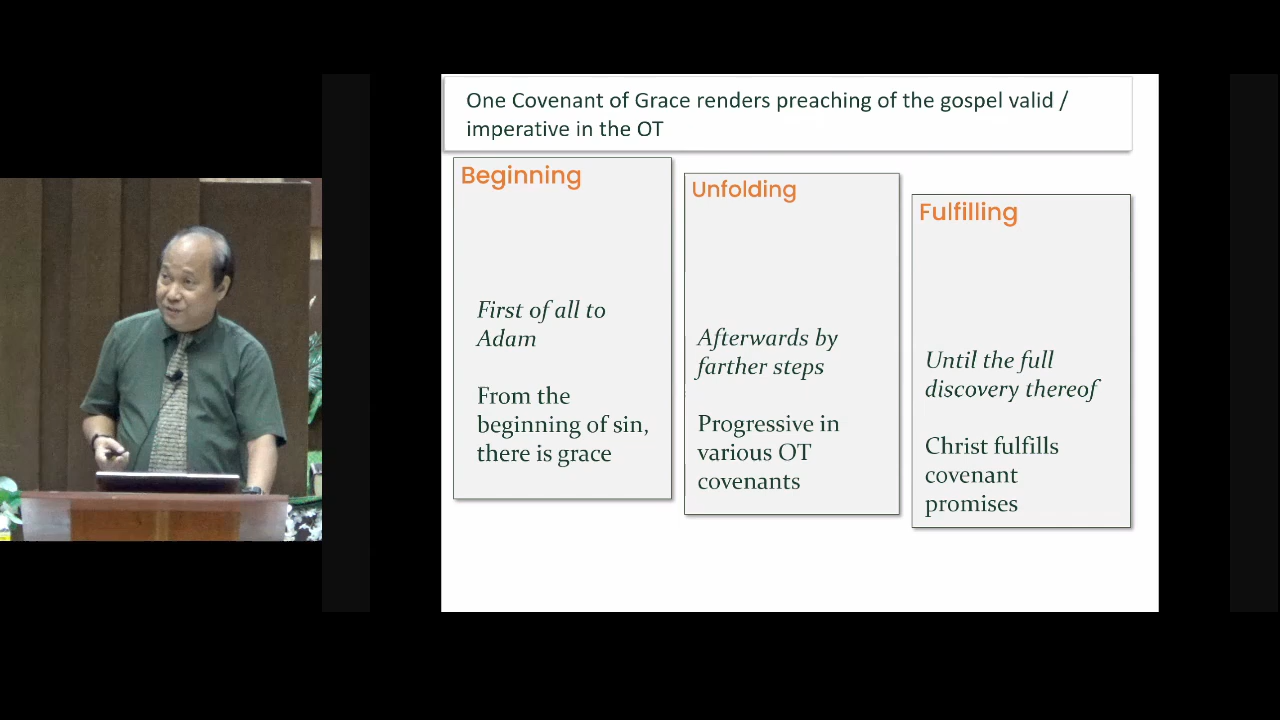 One Covenant of Grace renders preaching of the gospel valid /
imperative in the OT
Beginning
First of all to
Adam
From the
beginning of sin,
there is grace
Unfolding
Afterwards by
farther steps
Progressive in
various OT
covenants
Fulfilling
Until the full
discovery thereof
Christ fulfills
covenant
promises